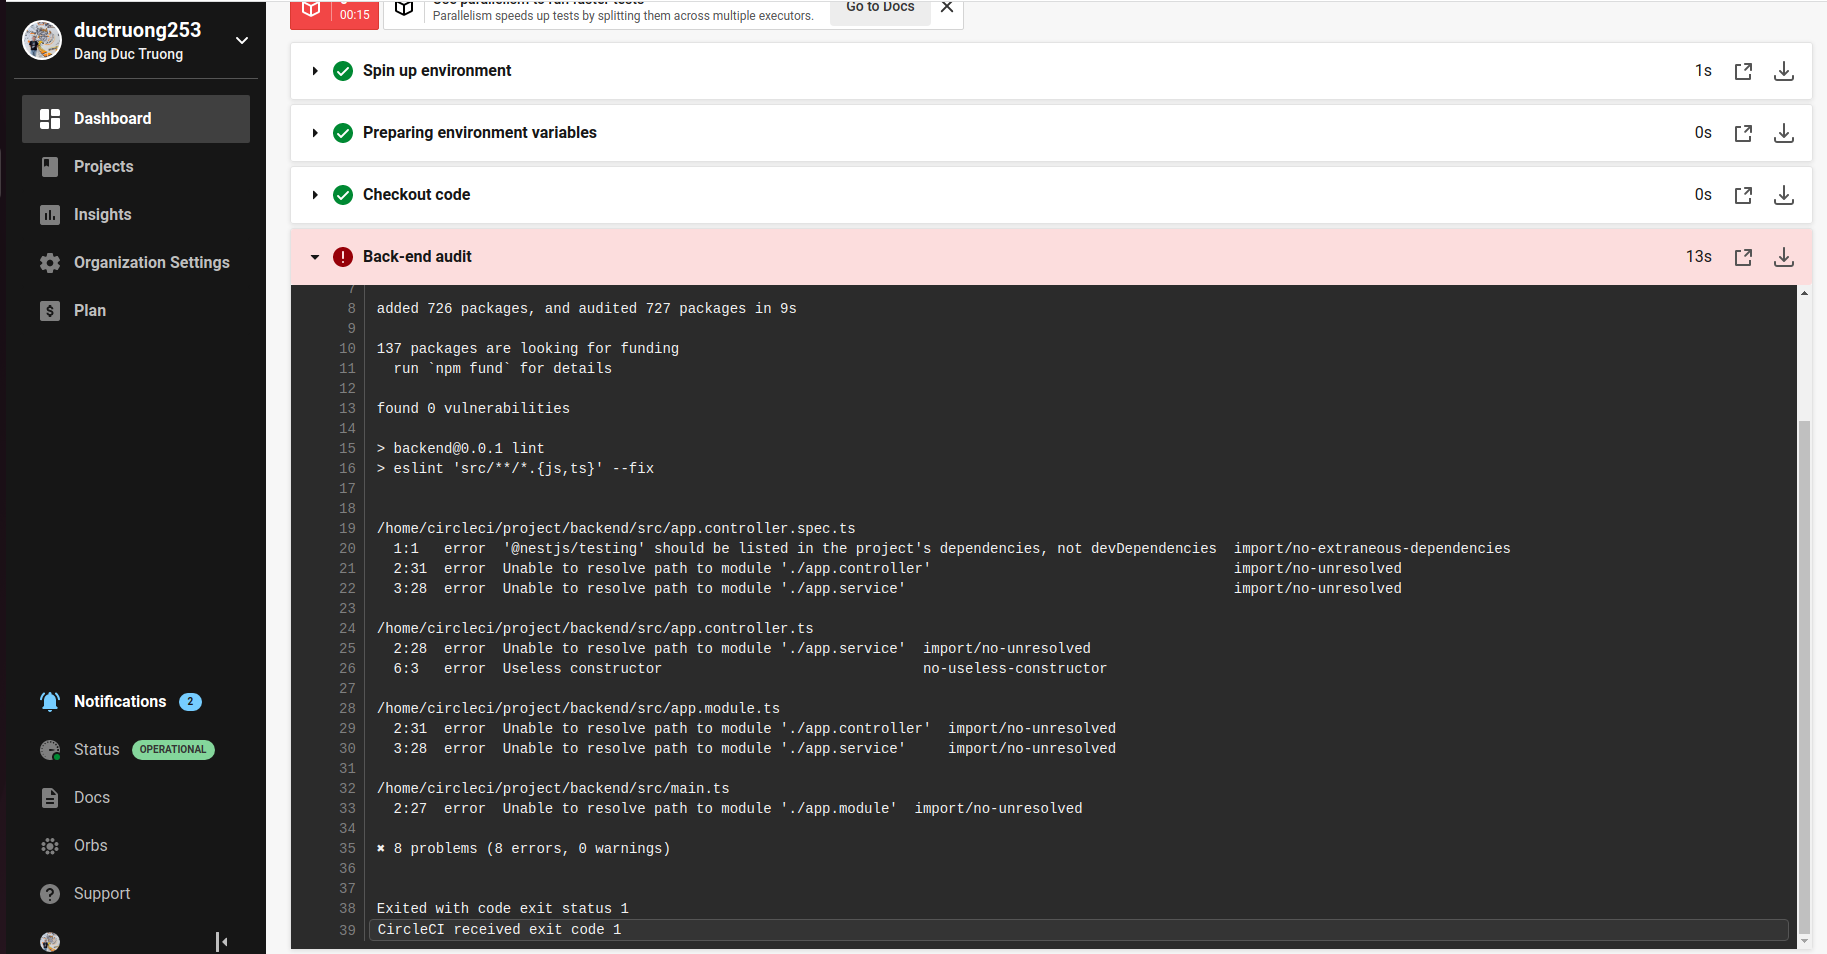 ductruong253
Dang Duc Truong
Dashboard
Projects
Insights
Organization Settings
Plan
Notifications 2
Status OPERATIONAL
Docs
Orbs
Support
00:15
Use parallelism to run faster tests
Parallelism speeds up tests by splitting them across multiple executors.
Go to Docs
Spin up environment 1s
Preparing environment variables 0s
Checkout code 0s
Back-end audit 13s
7
8 added 726 packages, and audited 727 packages in 9s
9
10 137 packages are looking for funding
11 run `npm fund` for details
12
13 found 0 vulnerabilities
14
15 > backend@0.0.1 lint
16 > eslint 'src/**/*.{js,ts}' --fix
17
18
19 /home/circleci/project/backend/src/app.controller.spec.ts
20 1:1 error '@nestjs/testing' should be listed in the project's dependencies, not devDependencies import/no-extraneous-dependencies
21 2:31 error Unable to resolve path to module './app.controller' import/no-unresolved
22 3:28 error Unable to resolve path to module './app.service' import/no-unresolved
23
24 /home/circleci/project/backend/src/app.controller.ts
25 2:28 error Unable to resolve path to module './app.service' import/no-unresolved
26 6:3 error Useless constructor no-useless-constructor
27
28 /home/circleci/project/backend/src/app.module.ts
29 2:31 error Unable to resolve path to module './app.controller' import/no-unresolved
30 3:28 error Unable to resolve path to module './app.service' import/no-unresolved
31
32 /home/circleci/project/backend/src/main.ts
33 2:27 error Unable to resolve path to module './app.module' import/no-unresolved
34
35 ✖ 8 problems (8 errors, 0 warnings)
36
37
38 Exited with code exit status 1
39 CircleCI received exit code 1